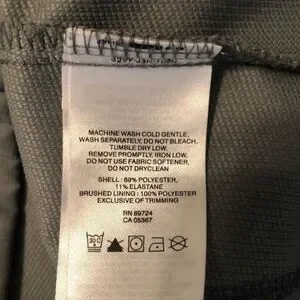 MACHINE WASH COLD GENTLE,
WASH SEPARATELY, DO NOT BLEACH,
TUMBLE DRY LOW,
REMOVE PROMPTLY, IRON LOW,
DO NOT USE FABRIC SOFTENER,
DO NOT DRYCLEAN
SHELL : 89% POLYESTER,
11% ELASTANE
BRUSHED LINING : 100% POLYESTER
EXCLUSIVE OF TRIMMING
RN 89724
CA 05367
30 C